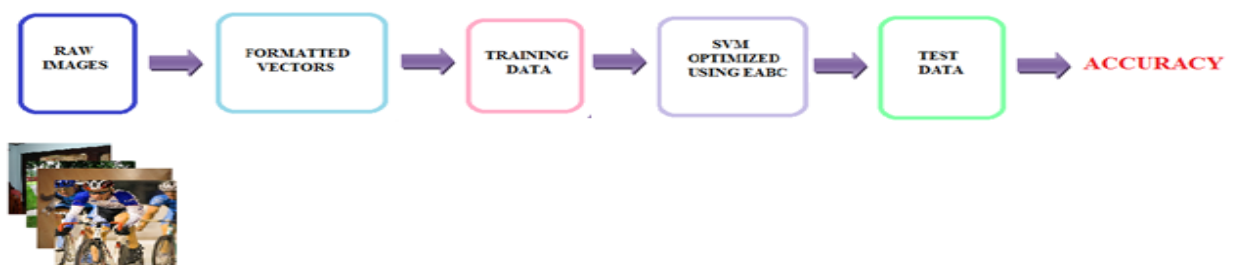 RAW
IMAGES
FORMATTED
VECTORS
TRAINING
DATA
SVM
OPTIMIZED
USING EABC
TEST
DATA
ACCURACY